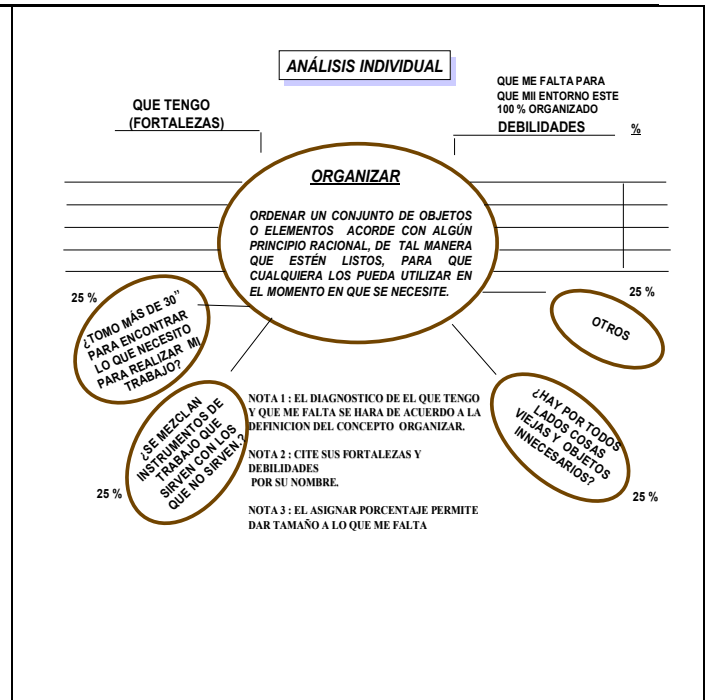 ANÁLISIS INDIVIDUAL
QUE TENGO
(FORTALEZAS)
QUE ME FALTA PARA
QUE MII ENTORNO ESTE
100 % ORGANIZADO
DEBILIDADES %
ORGANIZAR
ORDENAR UN CONJUNTO DE OBJETOS
O ELEMENTOS ACORDE CON ALGÚN
PRINCIPIO RACIONAL, DE TAL MANERA
QUE ESTÉN LISTOS, PARA QUE
CUALQUIERA LOS PUEDA UTILIZAR EN
EL MOMENTO EN QUE SE NECESITE.
25 %
¿TOMO MÁS DE 30”
PARA ENCONTRAR
LO QUE NECESITO
PARA REALIZAR MI
TRABAJO?
25 %
OTROS
¿SE MEZCLAN
INSTRUMENTOS DE
TRABAJO QUE
SIRVEN CON LOS
QUE NO SIRVEN.?
25 %
NOTA 1 : EL DIAGNOSTICO DE EL QUE TENGO
Y QUE ME FALTA SE HARA DE ACUERDO A LA
DEFINICION DEL CONCEPTO ORGANIZAR.
NOTA 2 : CITE SUS FORTALEZAS Y
DEBILIDADES
POR SU NOMBRE.
NOTA 3 : EL ASIGNAR PORCENTAJE PERMITE
DAR TAMAÑO A LO QUE ME FALTA
¿HAY POR TODOS
LADOS COSAS
VIEJAS Y OBJETOS
INNECESARIOS?
25 %